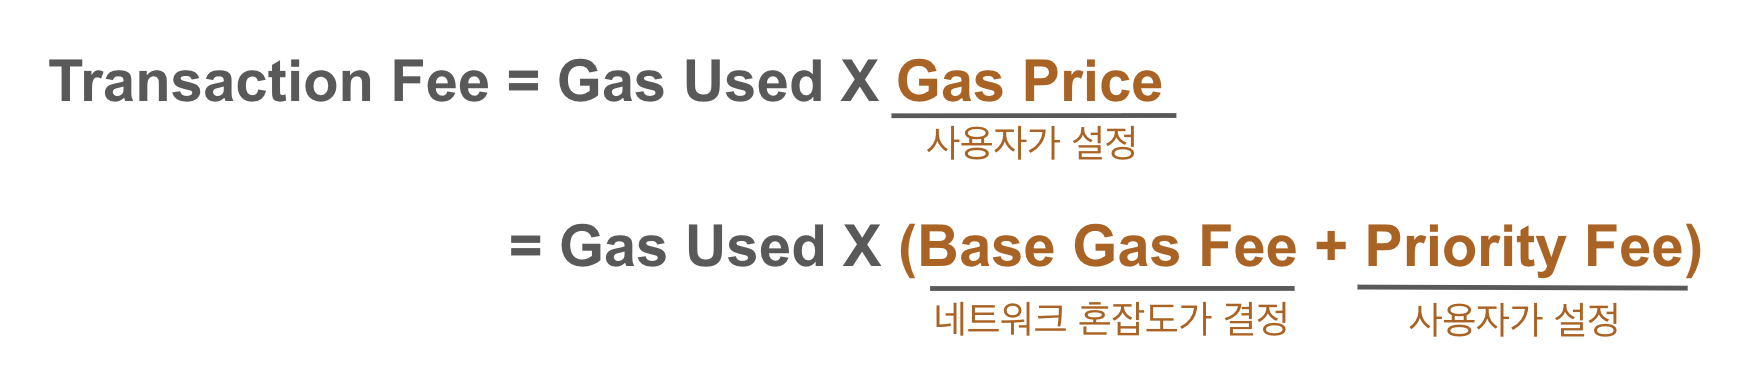 Transaction Fee = Gas Used X Gas Price
사용자가 설정
= Gas Used X (Base Gas Fee + Priority Fee)
네트워크 혼잡도가 결정 사용자가 설정